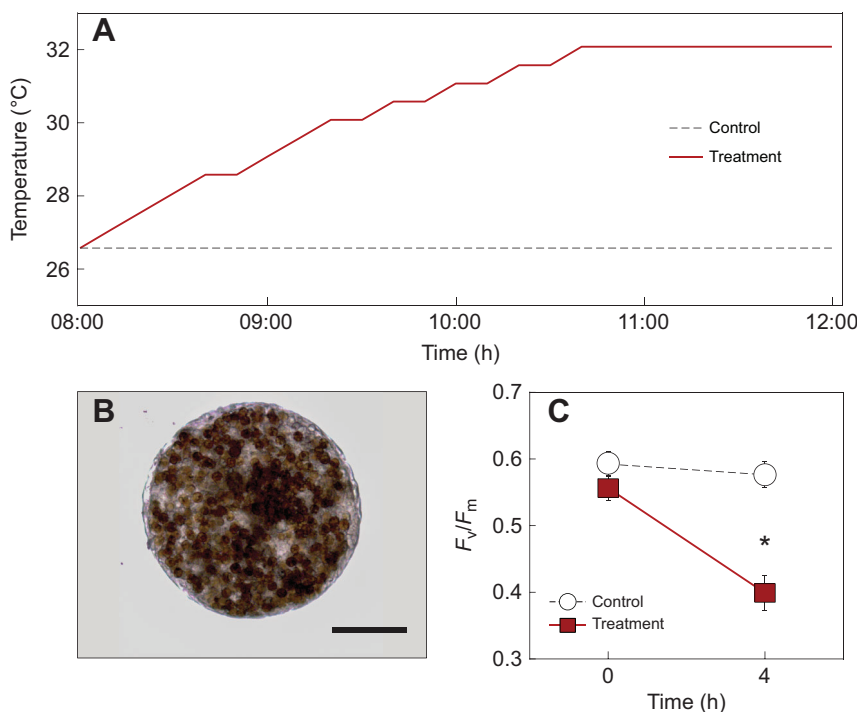 A
Temperature (°C)
32
30
28
26
Control
Treatment
08:00 09:00 10:00 11:00 12:00
Time (h)
B
C
Fv/Fm
0.7
0.6
0.5
0.4
0.3
*
Control
Treatment
0 4
Time (h)